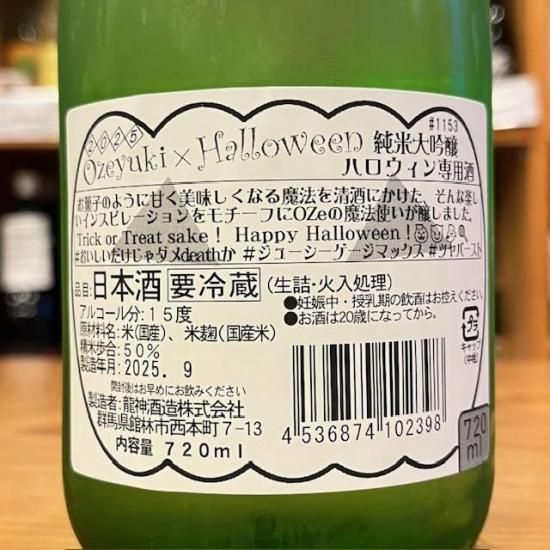 #1153
2025
Ozeyuki×Halloween 純米大吟醸
ハロウィン専用酒
お菓子のように甘く美味しくなる魔法を清酒にかけた、そんな楽し
いインスピレーションをモチーフにOZeの魔法使いが醸しました。
Trick or Treat sake！ Happy Halloween！
#おいしいだけじゃダメdeathか #ジューシーゲージマックス #ツヤバースト
品目:日本酒 要冷蔵 (生詰・火入処理)
アルコール分:15度
原材料名:米(国産)、米麹(国産米)
精米歩合:50%
製造年月:2025.9
開封後はお早めにお飲みください
製造者:龍神酒造株式会社
群馬県館林市西本町7-13
内容量 720ml
●妊娠中・授乳期の飲酒はお控えください。
●お酒は20歳になってから。
プラ
キャップ
(中栓)
4 536874 102398
720
ml